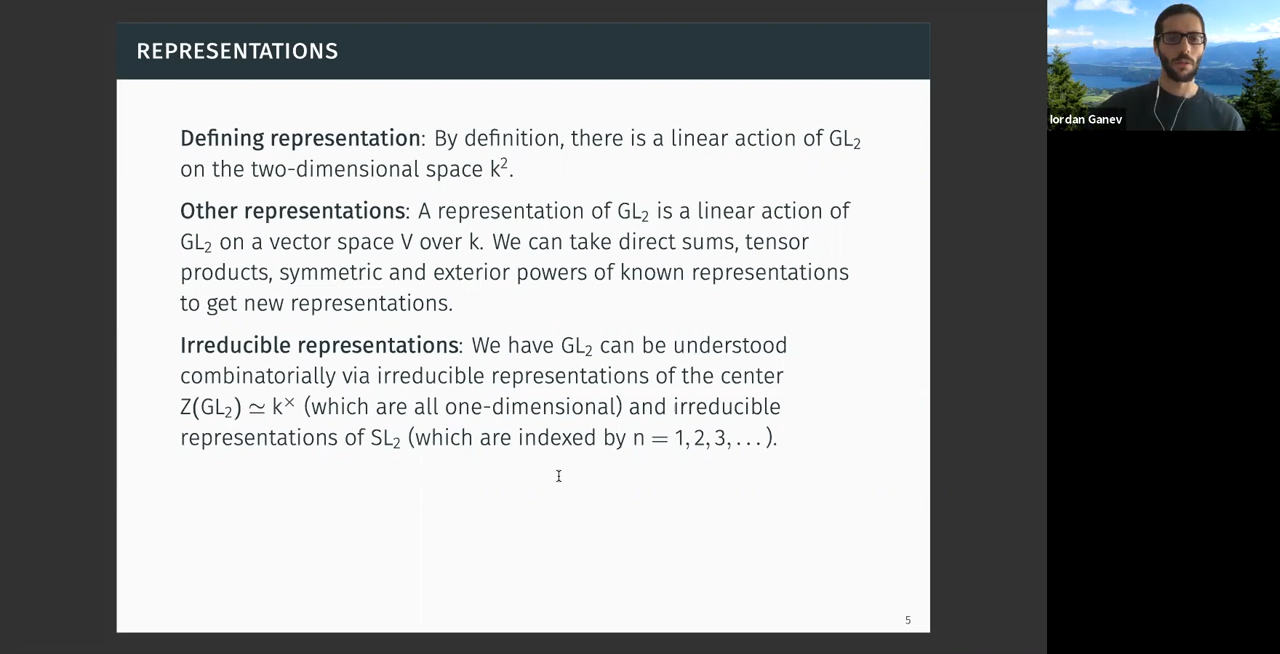 REPRESENTATIONS
Defining representation: By definition, there is a linear action of GL₂
on the two-dimensional space k².
Other representations: A representation of GL₂ is a linear action of
GL₂ on a vector space V over k. We can take direct sums, tensor
products, symmetric and exterior powers of known representations
to get new representations.
Irreducible representations: We have GL₂ can be understood
combinatorially via irreducible representations of the center
Z(GL₂) ≃ k× (which are all one-dimensional) and irreducible
representations of SL₂ (which are indexed by n = 1, 2, 3, . . . ).
5
Iordan Ganev